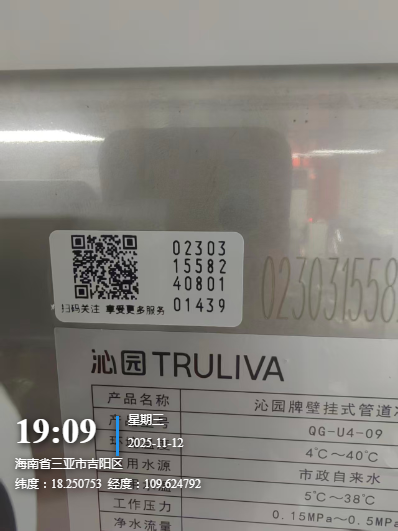 02303
15582
40801
01439
扫码关注 享受更多服务
0230315582
沁园 TRULIVA
产品名称
沁园牌壁挂式管道
QG-U4-09
4℃~40℃
用水源
市政自来水
5℃~38℃
工作压力
0.15MPa~0.5M
净水流量
19:09
星期三
2025-11-12
海南省三亚市吉阳区
纬度：18.250753 经度：109.624792